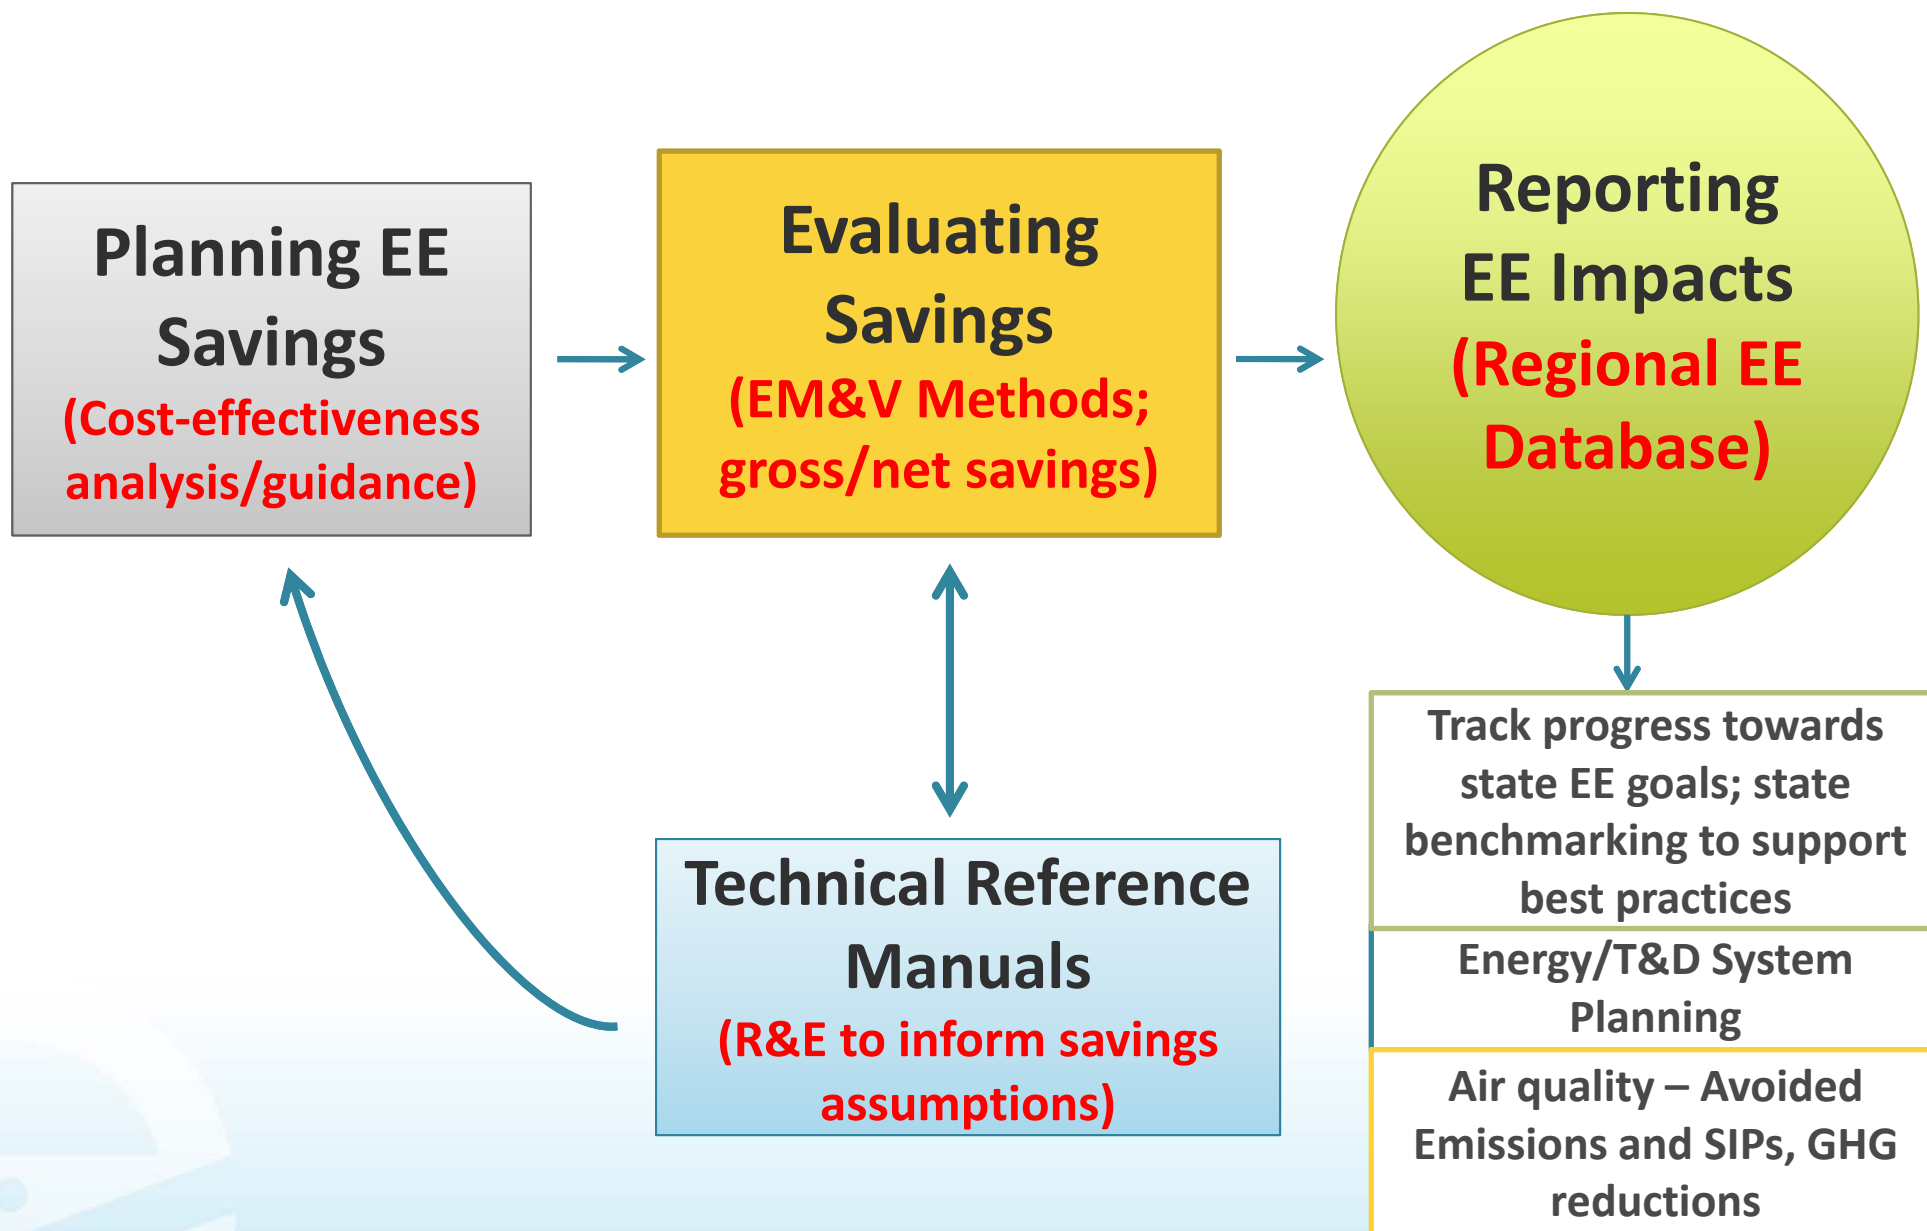 Planning EE
Savings
(Cost-effectiveness
analysis/guidance)
Evaluating
Savings
(EM&V Methods;
gross/net savings)
Reporting
EE Impacts
(Regional EE
Database)
Technical Reference
Manuals
(R&E to inform savings
assumptions)
Track progress towards
state EE goals; state
benchmarking to support
best practices
Energy/T&D System
Planning
Air quality – Avoided
Emissions and SIPs, GHG
reductions